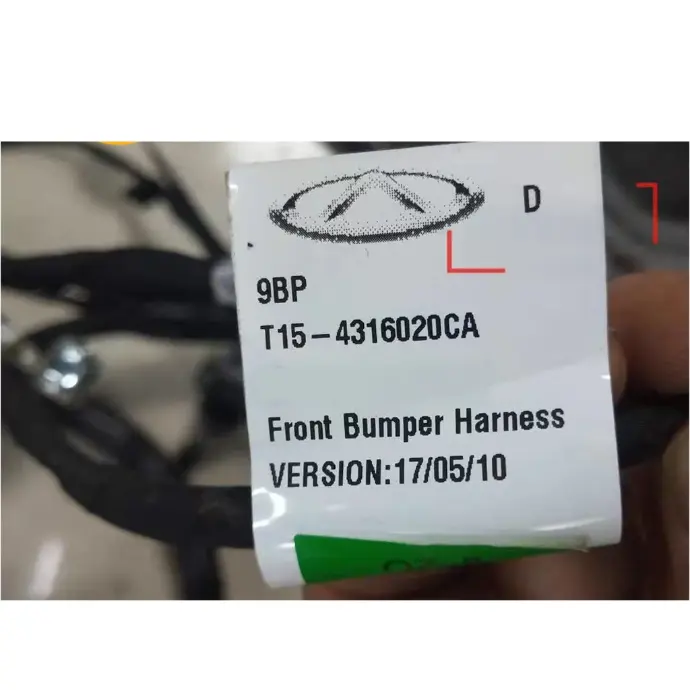 D
9BP
T15-4316020CA
Front Bumper Harness
VERSION:17/05/10